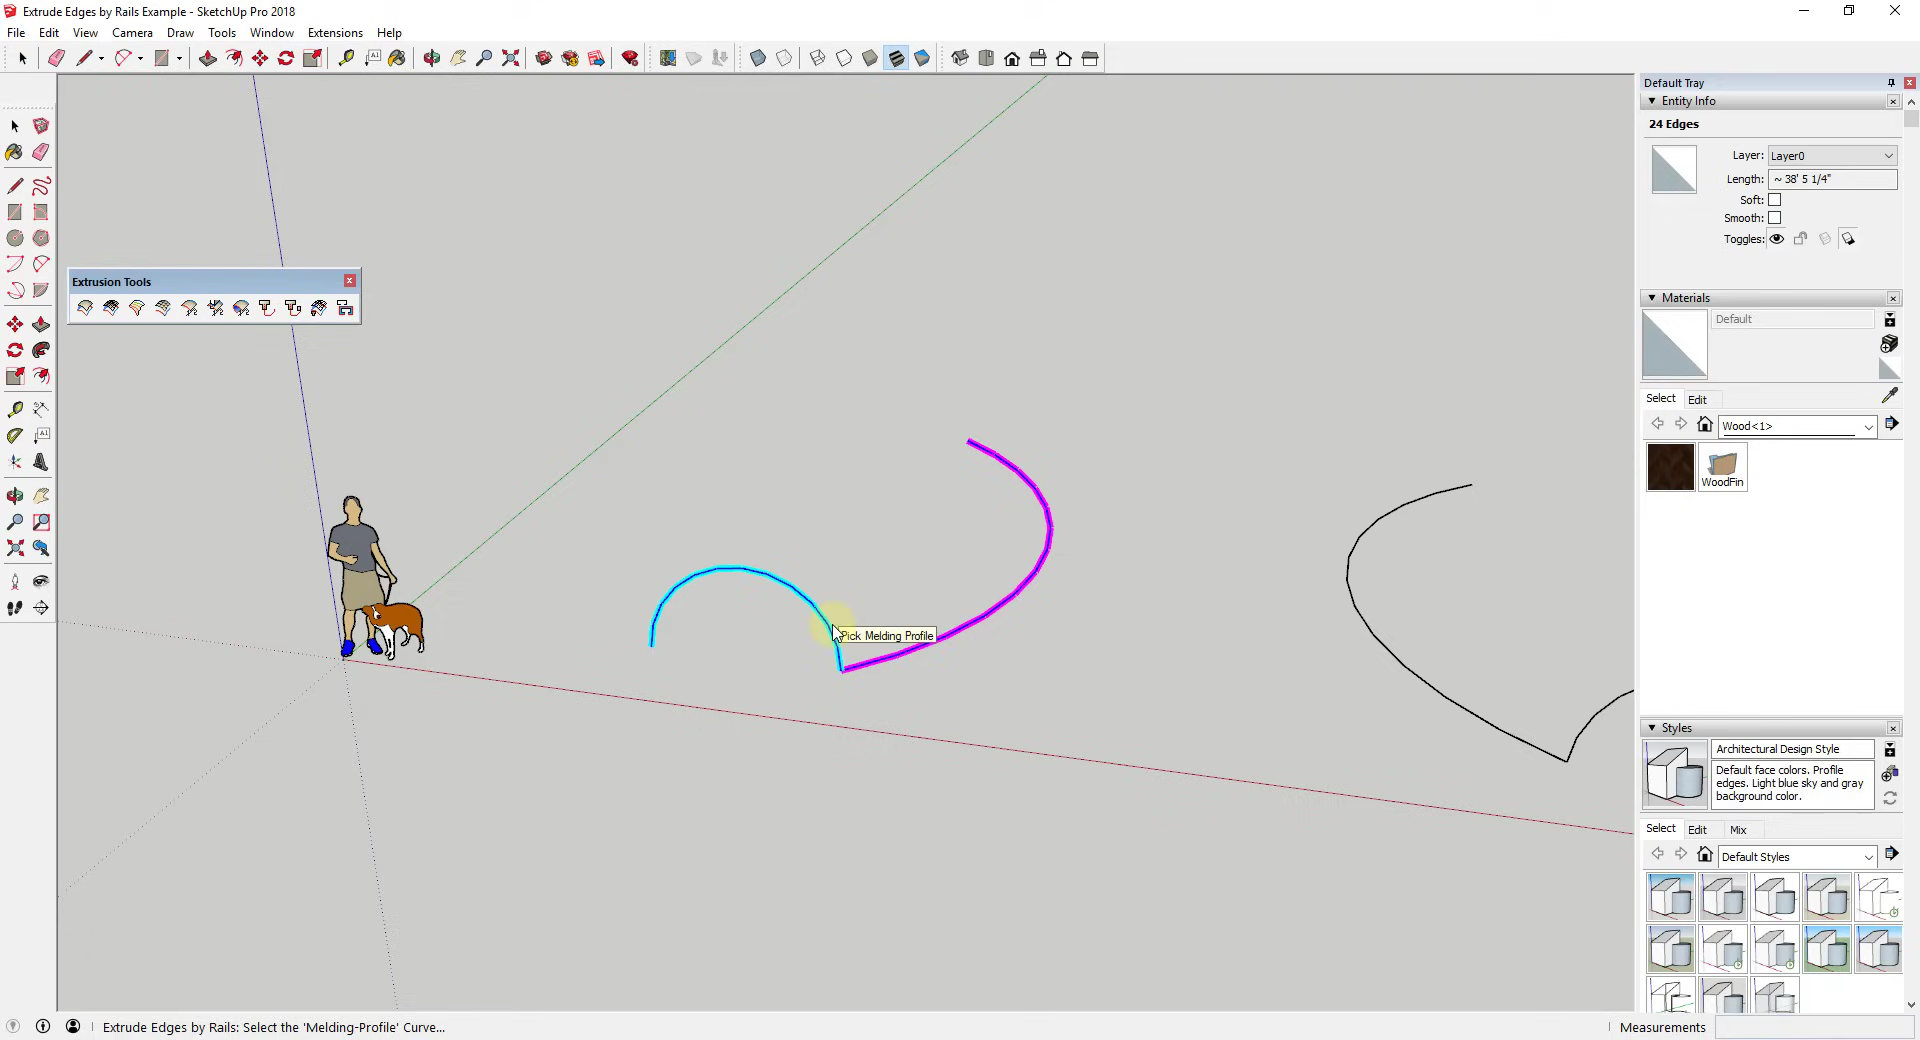 Extrude Edges by Rails Example - SketchUp Pro 2018
File Edit View Camera Draw Tools Window Extensions Help
Default Tray
Entity Info
24 Edges
Layer: Layer0
Length: ~ 38' 5 1/4"
Soft:
Smooth:
Toggles:
Extrusion Tools
Materials
Default
Select Edit
Wood<1>
WoodFin
Pick Melding Profile
Styles
Architectural Design Style
Default face colors. Profile
edges. Light blue sky and gray
background color.
Select Edit Mix
Default Styles
Extrude Edges by Rails: Select the 'Melding-Profile' Curve...
Measurements